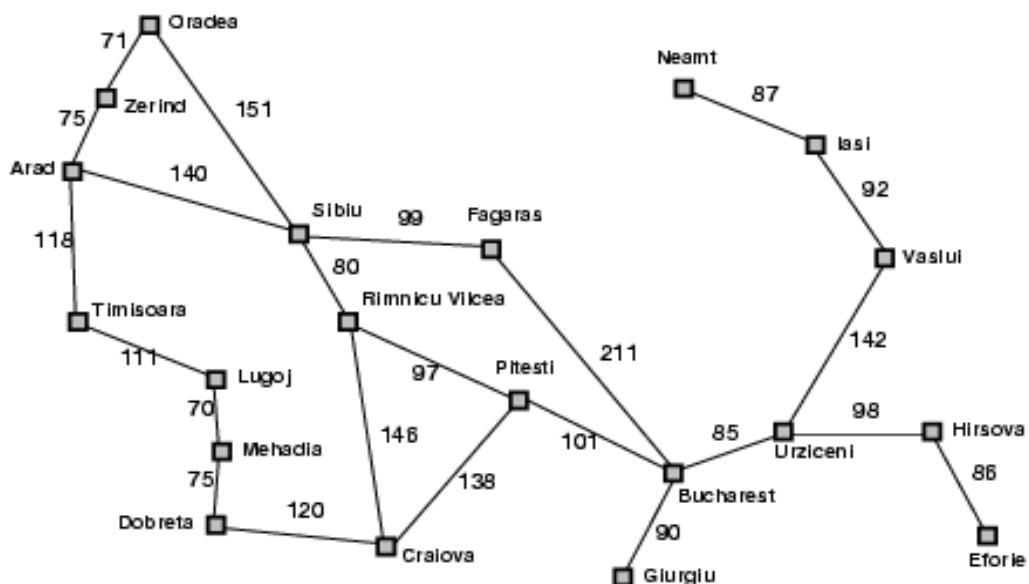 Oradea
71
Neamt
87
Zerind
151
75
Iasi
Arad
140
92
Sibiu
99
Fagaras
118
80
Vaslui
Timisoara
Rimnicu Vilcea
142
111
211
Lugoj
97
Pitesti
70
98
Hirsova
146
101
85
Mehadia
Urziceni
75
138
86
Bucharest
Dobreta
120
90
Craiova
Eforie
Giurgiu